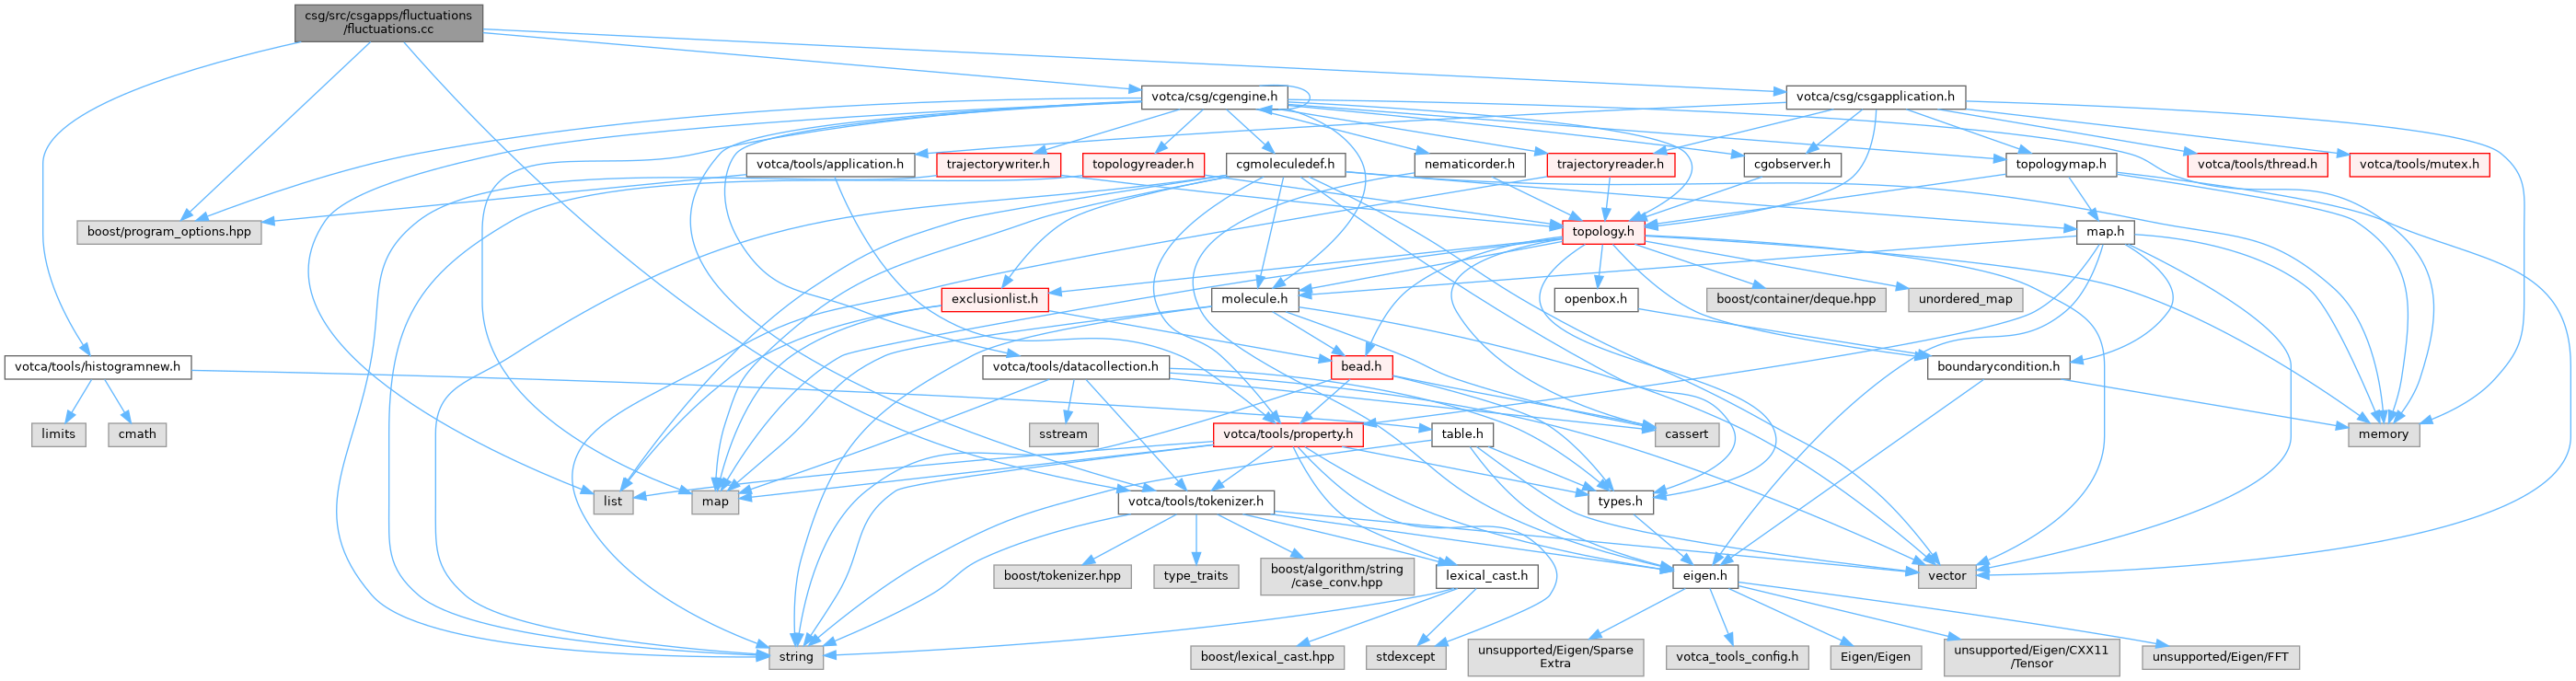 csg/src/csgapps/fluctuations
/fluctuations.cc
votca/csg/cgengine.h
votca/csg/csgapplication.h
votca/tools/application.h
trajectorywriter.h
topologyreader.h
cgmoleculedef.h
nematicorder.h
trajectoryreader.h
cgobserver.h
topologymap.h
votca/tools/thread.h
votca/tools/mutex.h
boost/program_options.hpp
topology.h
map.h
exclusionlist.h
molecule.h
openbox.h
boost/container/deque.hpp
unordered_map
votca/tools/histogramnew.h
votca/tools/datacollection.h
bead.h
boundarycondition.h
limits
cmath
sstream
votca/tools/property.h
table.h
cassert
memory
list
map
votca/tools/tokenizer.h
types.h
boost/tokenizer.hpp
type_traits
boost/algorithm/string
/case_conv.hpp
lexical_cast.h
eigen.h
vector
string
boost/lexical_cast.hpp
stdexcept
unsupported/Eigen/Sparse
Extra
votca_tools_config.h
Eigen/Eigen
unsupported/Eigen/CXX11
/Tensor
unsupported/Eigen/FFT